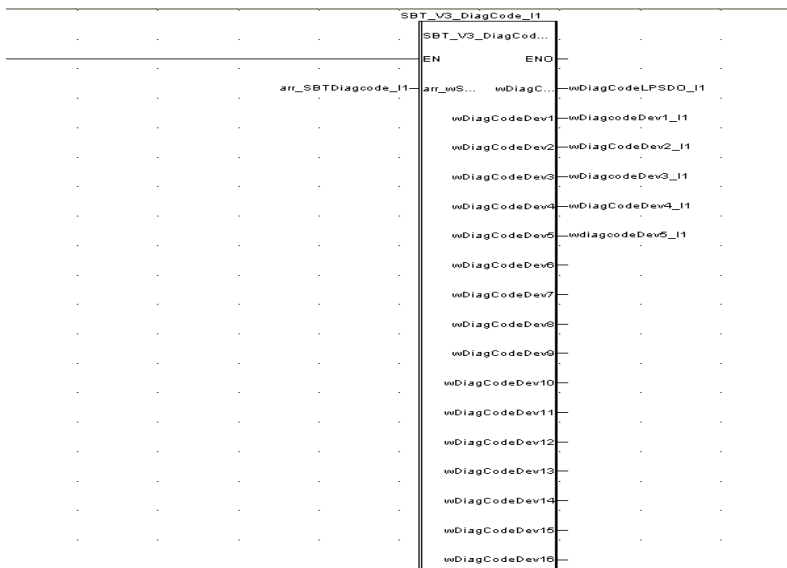 SBT_V3_DiagCode_I1
SBT_V3_DiagCod...
EN ENO
arr_SBTDiagcode_I1 arr_wS... wDiagC... wDiagCodeLPSDO_I1
wDiagCodeDev1 wDiagcodeDev1_I1
wDiagCodeDev2 wDiagCodeDev2_I1
wDiagCodeDev3 wDiagcodeDev3_I1
wDiagCodeDev4 wDiagCodeDev4_I1
wDiagCodeDev5 wdiagcodeDev5_I1
wDiagCodeDev6
wDiagCodeDev7
wDiagCodeDev8
wDiagCodeDev9
wDiagCodeDev10
wDiagCodeDev11
wDiagCodeDev12
wDiagCodeDev13
wDiagCodeDev14
wDiagCodeDev15
wDiagCodeDev16